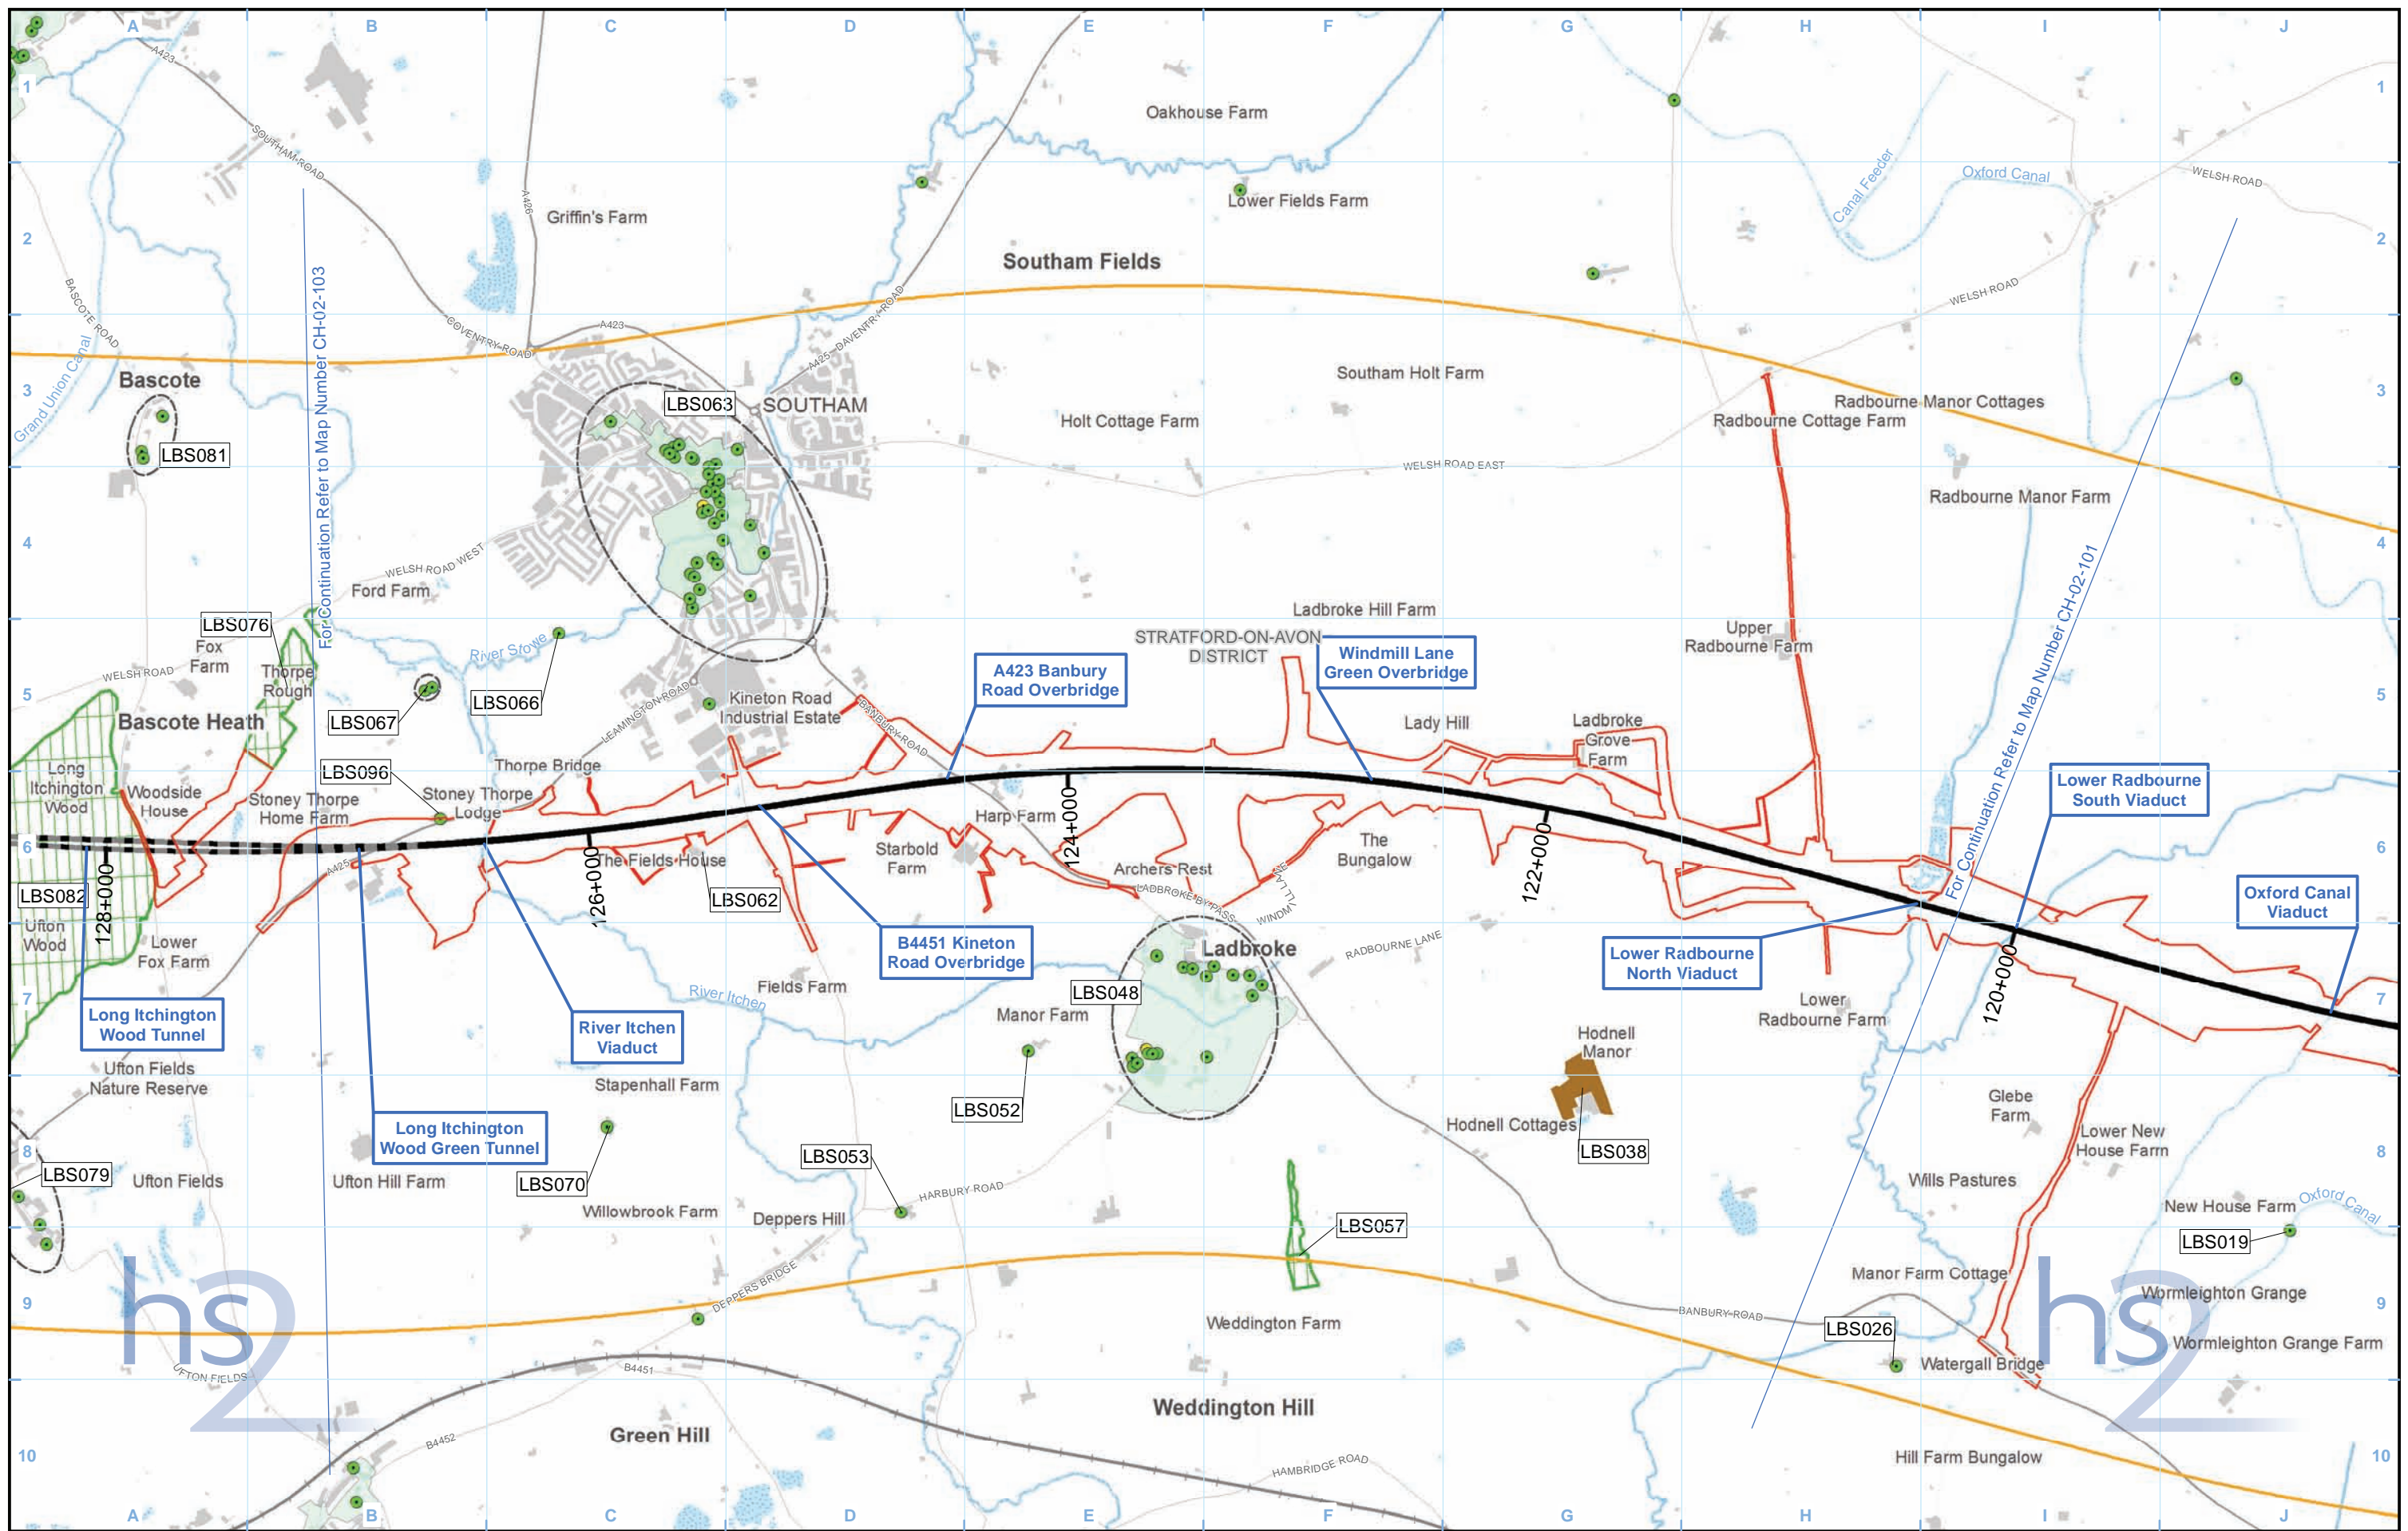 A B C D E F G H I J
1
A423
Oakhouse Farm
1
SOUTHAM ROAD
Canal Feeder
Oxford Canal
WELSH ROAD
A426
Griffin's Farm
Lower Fields Farm
2
Southam Fields
2
BASCOTE ROAD
For Continuation Refer to Map Number CH-02-103
WELSH ROAD
COVENTRY ROAD
A423
A425 DAVENTRY ROAD
Grand Union Canal
Bascote
3
LBS063
SOUTHAM
Southam Holt Farm
3
Radbourne Manor Cottages
Holt Cottage Farm
Radbourne Cottage Farm
LBS081
WELSH ROAD EAST
Radbourne Manor Farm
4
4
WELSH ROAD WEST
Ford Farm
Ladbroke Hill Farm
LBS076
Fox
Farm
River Stowe
STRATFORD-ON-AVON
DISTRICT
Windmill Lane
Green Overbridge
Upper
Radbourne Farm
For Continuation Refer to Map Number CH-02-101
WELSH ROAD
Thorpe
Rough
A423 Banbury
Road Overbridge
5
LBS066
LEAMINGTON ROAD
Kineton Road
Industrial Estate
5
Bascote Heath
LBS067
BANBURY ROAD
Lady Hill
Ladbroke
Grove
Farm
Long
Itchington
Wood
LBS096
Thorpe Bridge
Lower Radbourne
South Viaduct
Woodside
House
Stoney Thorpe
Home Farm
Stoney Thorpe
Lodge
Harp Farm
124+000
6
A425
126+000
The Fields House
Starbold
Farm
Archers Rest
The
Bungalow
122+000
6
LBS082
128+000
LBS062
LADBROKE BY PASS
Oxford Canal
Viaduct
Ufton
Wood
Lower
Fox Farm
B4451 Kineton
Road Overbridge
Ladbroke
RADBOURNE LANE
Lower Radbourne
North Viaduct
120+000
7
Long Itchington
Wood Tunnel
River Itchen
Viaduct
River Itchen
Fields Farm
LBS048
Manor Farm
Lower
Radbourne Farm
7
Hodnell
Manor
Ufton Fields
Nature Reserve
Stapenhall Farm
LBS052
Glebe
Farm
Long Itchington
Wood Green Tunnel
Hodnell Cottages
Lower New
House Farm
8
LBS079
Ufton Fields
Ufton Hill Farm
LBS070
LBS053
LBS038
8
HARBURY ROAD
Wills Pastures
Willowbrook Farm
Deppers Hill
LBS057
New House Farm
Oxford Canal
LBS019
hs2
DEPPERS BRIDGE
Manor Farm Cottage
hs2
9
Weddington Farm
BANBURY ROAD
LBS026
Wormleighton Grange
9
Wormleighton Grange Farm
UFTON FIELDS
B4451
Watergall Bridge
Weddington Hill
10
B4452
Green Hill
HAMBRIDGE ROAD
Hill Farm Bungalow
10
A B C D E F G H I J